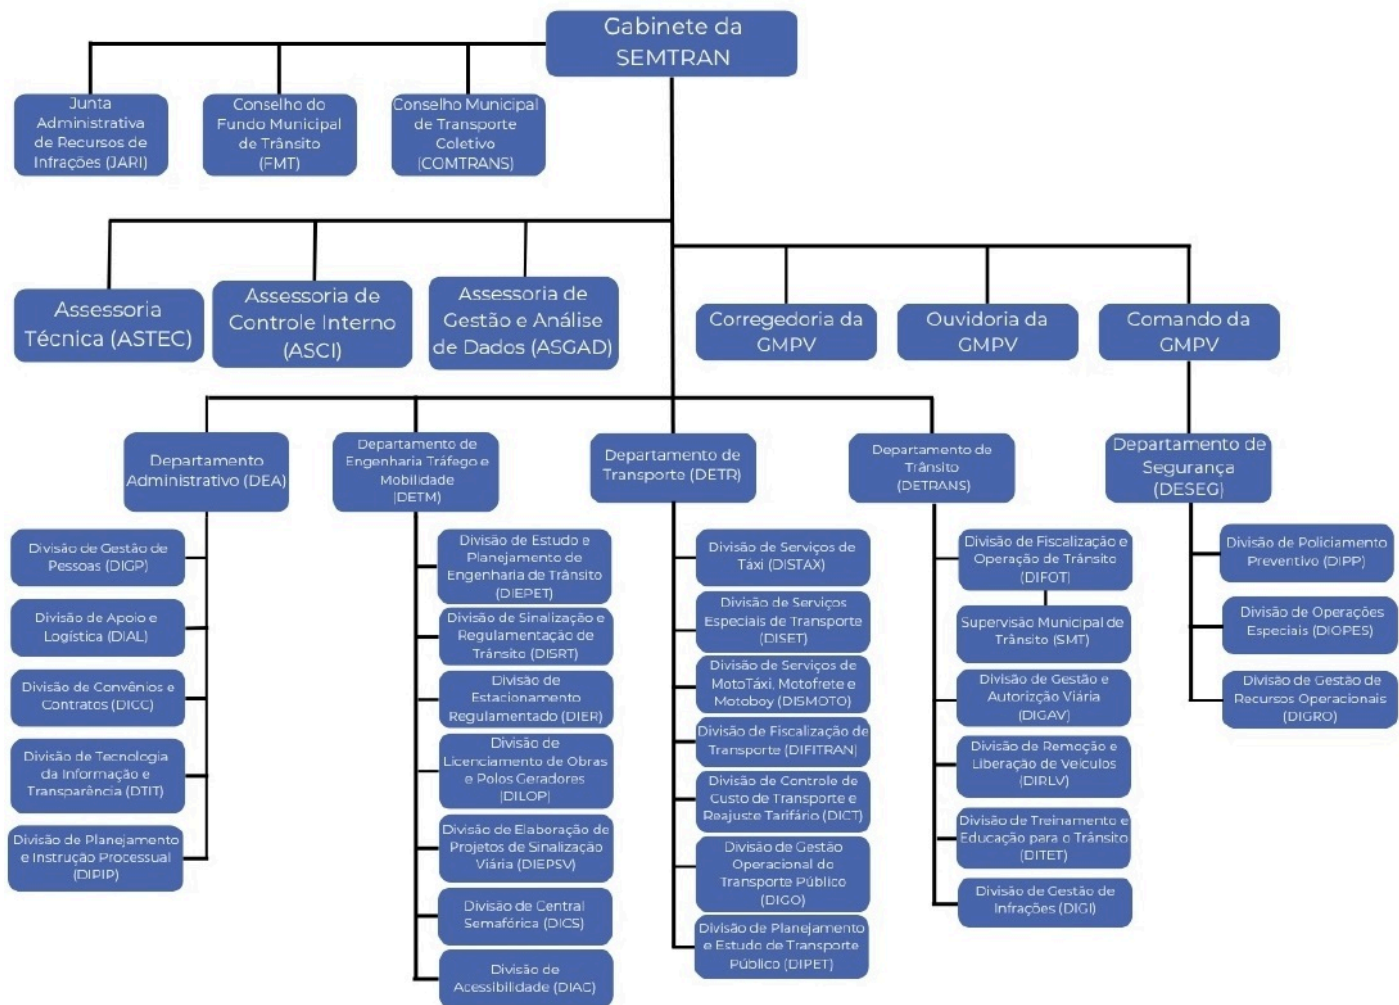 Gabinete da
SEMTRAN
Junta
Administrativa
de Recursos de
Infrações (JARI)
Conselho do
Fundo Municipal
de Trânsito
(FMT)
Conselho Municipal
de Transporte
Coletivo
(COMTRANS)
Assessoria
Técnica (ASTEC)
Assessoria de
Controle Interno
(ASCI)
Assessoria de
Gestão e Análise
de Dados (ASGAD)
Corregedoria da
GMPV
Ouvidoria da
GMPV
Comando da
GMPV
Departamento
Administrativo (DEA)
Departamento de
Engenharia Tráfego e
Mobilidade
(DETM)
Departamento de
Transporte (DETR)
Departamento de
Trânsito
(DETRANS)
Departamento de
Segurança
(DESEG)
Divisão de Gestão de
Pessoas (DIGP)
Divisão de Apoio e
Logística (DIAL)
Divisão de Convênios e
Contratos (DICC)
Divisão de Tecnologia
da Informação e
Transparência (DTIT)
Divisão de Planejamento
e Instrução Processual
(DIPIP)
Divisão de Estudo e
Planejamento de
Engenharia de Trânsito
(DIEPET)
Divisão de Sinalização e
Regulamentação de
Trânsito (DISRT)
Divisão de
Estacionamento
Regulamentado (DIER)
Divisão de
Licenciamento de Obras
e Polos Geradores
(DILOP)
Divisão de Elaboração de
Projetos de Sinalização
Viária (DIEPSV)
Divisão de Central
Semafórica (DICS)
Divisão de
Acessibilidade (DIAC)
Divisão de Serviços de
Táxi (DISTAX)
Divisão de Serviços
Especiais de Transporte
(DISET)
Divisão de Serviços de
MotoTáxi, Motofrete e
Motoboy (DISMOTO)
Divisão de Fiscalização
de Transporte (DIFITRAN)
Divisão de Controle de
Custo de Transporte e
Reajuste Tarifário (DICT)
Divisão de Gestão
Operacional do
Transporte Público
(DIGO)
Divisão de Planejamento
e Estudo de Transporte
Público (DIPET)
Divisão de Fiscalização e
Operação de Trânsito
(DIFOT)
Supervisão Municipal de
Trânsito (SMT)
Divisão de Gestão e
Autorizção Viária
(DIGAV)
Divisão de Remoção e
Liberação de Veículos
(DIRLV)
Divisão de Treinamento e
Educação para o Trânsito
(DITET)
Divisão de Gestão de
Infrações (DIGI)
Divisão de Policiamento
Preventivo (DIPP)
Divisão de Operações
Especiais (DIOPES)
Divisão de Gestão de
Recursos Operacionais
(DIGRO)